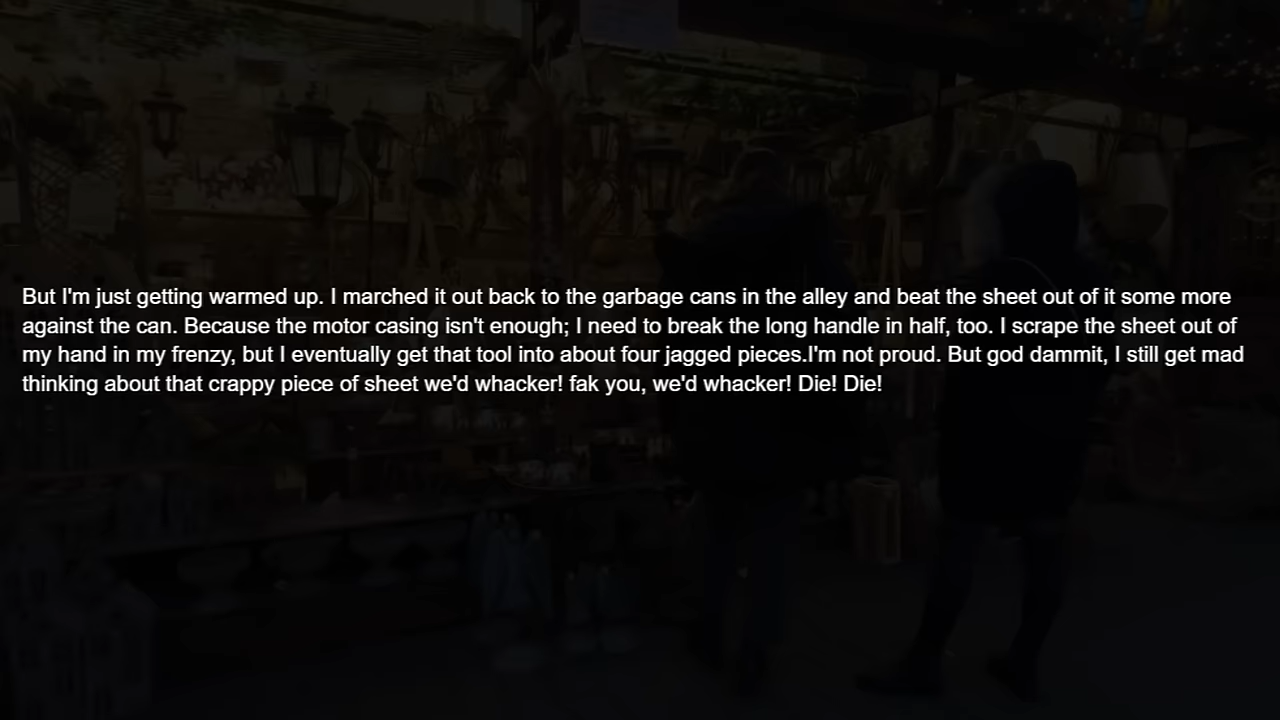 But I'm just getting warmed up. I marched it out back to the garbage cans in the alley and beat the sheet out of it some more
against the can. Because the motor casing isn't enough; I need to break the long handle in half, too. I scrape the sheet out of
my hand in my frenzy, but I eventually get that tool into about four jagged pieces.I'm not proud. But god dammit, I still get mad
thinking about that crappy piece of sheet we'd whacker! fak you, we'd whacker! Die! Die!